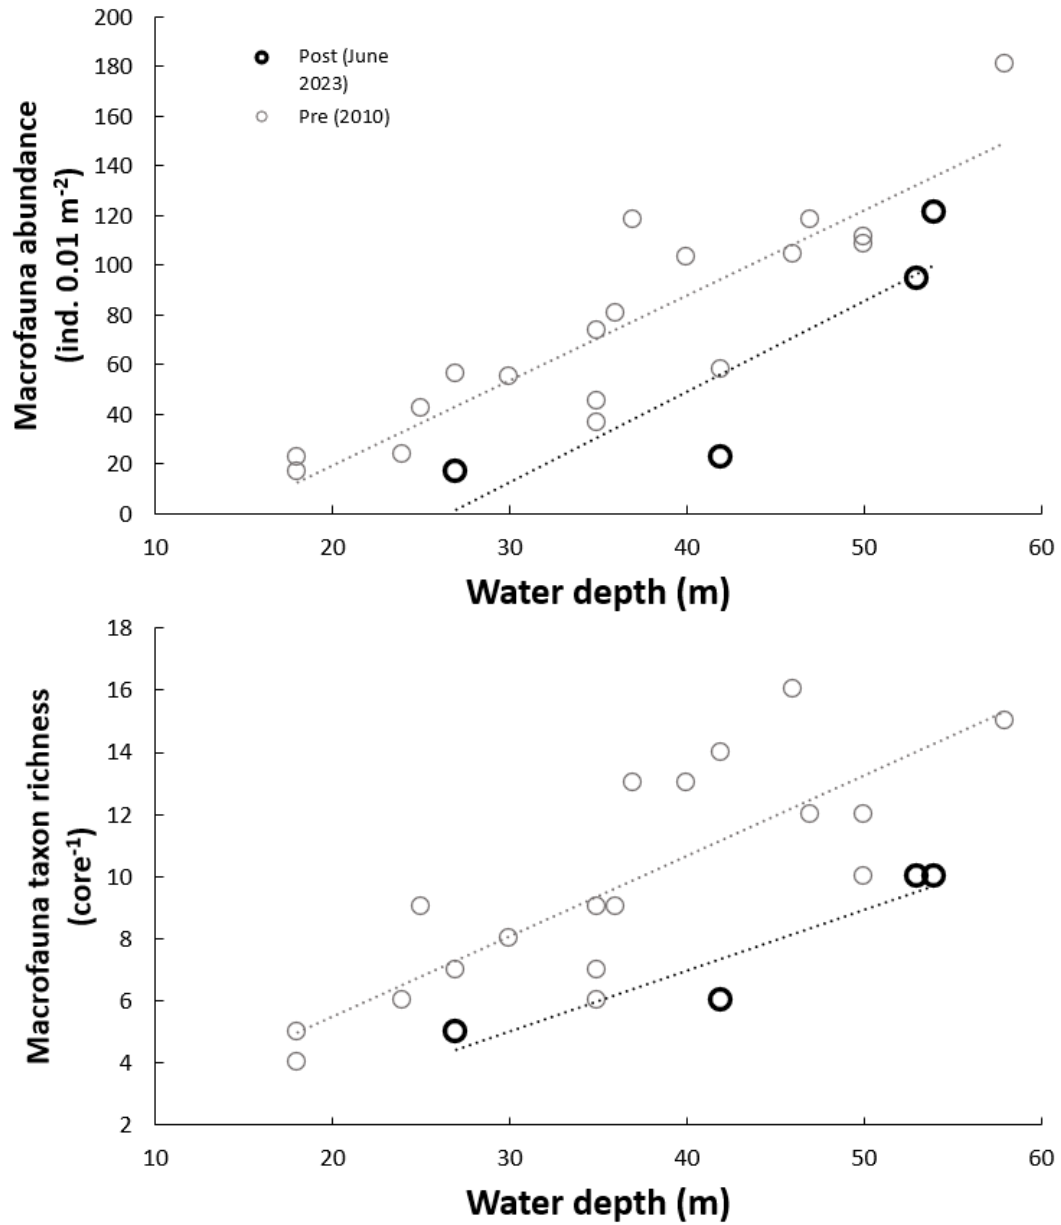 200
180
160
140
120
100
80
60
40
20
0
Macrofauna abundance
(ind. 0.01 m⁻²)
Post (June
2023)
Pre (2010)
10 20 30 40 50 60
Water depth (m)
18
16
14
12
10
8
6
4
2
Macrofauna taxon richness
(core⁻¹)
10 20 30 40 50 60
Water depth (m)